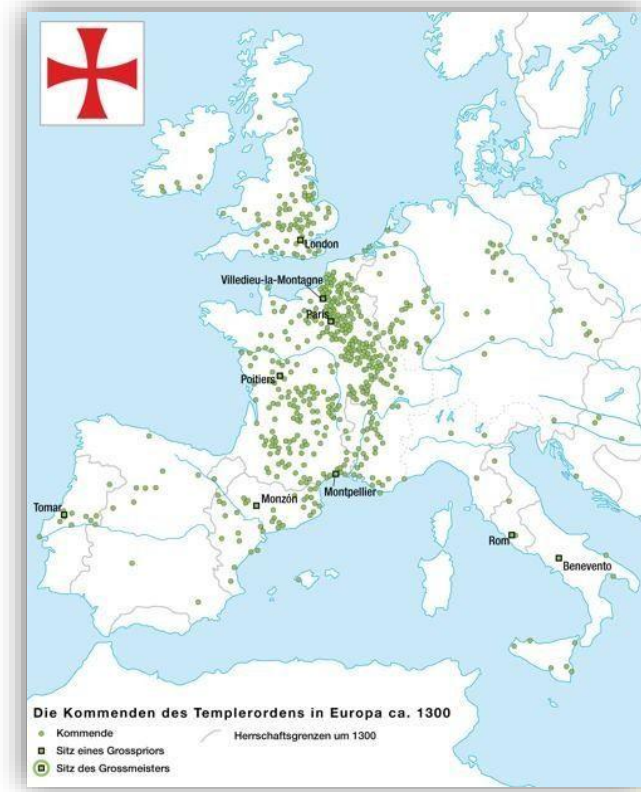 London
Villedieu-la-Montagne
Paris
Poitiers
Montpellier
Monzón
Tomar
Rom
Benevento
Die Kommenden des Templerordens in Europa ca. 1300
Kommende
Herrschaftsgrenzen um 1300
Sitz eines Grosspriors
Sitz des Grossmeisters